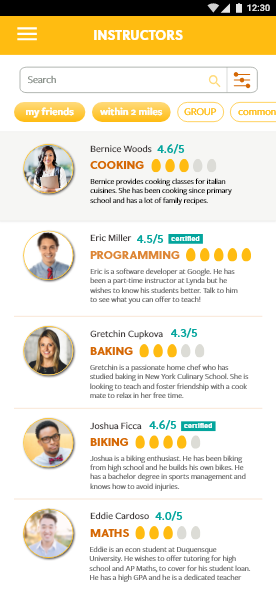 12:30
INSTRUCTORS
Search
my friends within 2 miles GROUP common
Bernice Woods 4.6/5
COOKING
Bernice provides cooking classes for italian
cuisines. She has been cooking since primary
school and has a lot of family recipes.
Eric Miller 4.5/5 certified
PROGRAMMING
Eric is a software developer at Google. He has
been a part-time instructor at Lynda but he
wishes to know his students better. Talk to him
to see what you can offer to teach!
Gretchin Cupkova 4.3/5
BAKING
Gretchin is a passionate home chef who has
studied baking in New York Culinary School. She is
looking to teach and foster friendship with a cook
mate to relax in her free time.
Joshua Ficca 4.6/5 certified
BIKING
Joshua is a biking enthusiast. He has been biking
from high school and he builds his own bikes. He
has a bachelor degree in sports management and
knows how to avoid injuries.
Eddie Cardoso 4.0/5
MATHS
Eddie is an econ student at Duquensque
University. He wishes to offer tutoring for high
school and AP Maths, to cover for his student loan.
He has a high GPA and he is a dedicated teacher